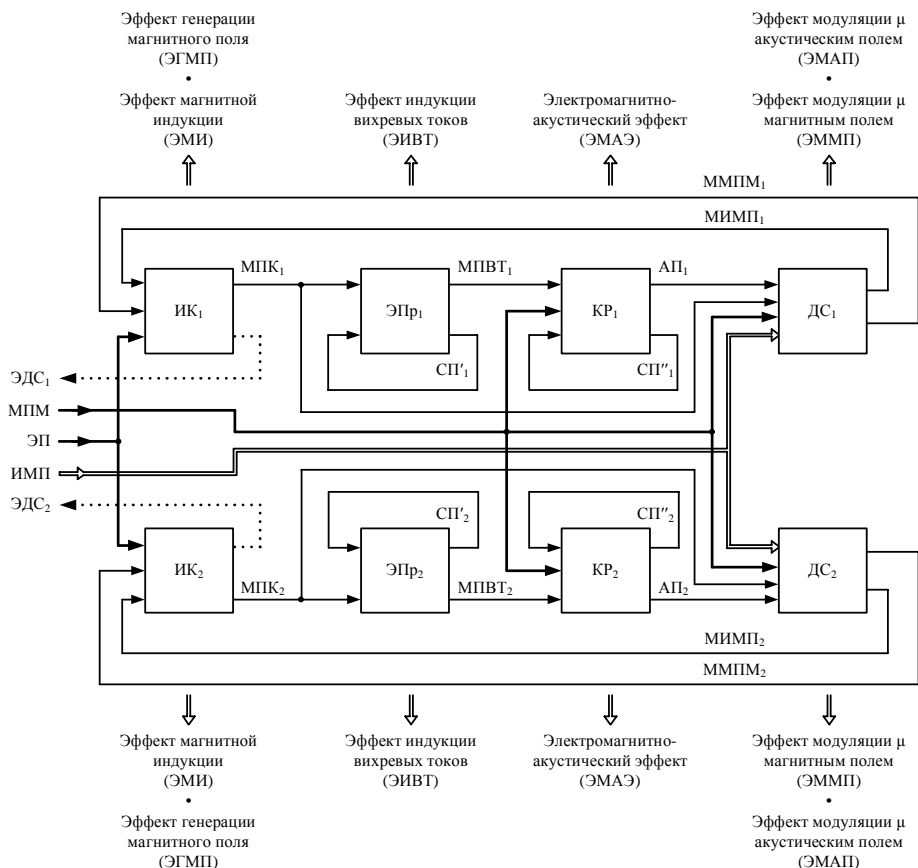 Эффект генерации
магнитного поля
(ЭГМП)
•
Эффект магнитной
индукции
(ЭМИ)
Эффект индукции
вихревых токов
(ЭИВТ)
Электромагнитно-
акустический эффект
(ЭМАЭ)
Эффект модуляции μ
акустическим полем
(ЭМАП)
•
Эффект модуляции μ
магнитным полем
(ЭММП)
ММПМ₁
МИМП₁
МПК₁
МПВТ₁
АП₁
ИК₁
ЭПр₁
КР₁
ДС₁
СП′₁
СП″₁
ЭДС₁
МПМ
ЭП
ИМП
ЭДС₂
СП′₂
СП″₂
ИК₂
ЭПр₂
КР₂
ДС₂
МПК₂
МПВТ₂
АП₂
МИМП₂
ММПМ₂
Эффект магнитной
индукции
(ЭМИ)
•
Эффект генерации
магнитного поля
(ЭГМП)
Эффект индукции
вихревых токов
(ЭИВТ)
Электромагнитно-
акустический эффект
(ЭМАЭ)
Эффект модуляции μ
магнитным полем
(ЭММП)
•
Эффект модуляции μ
акустическим полем
(ЭМАП)